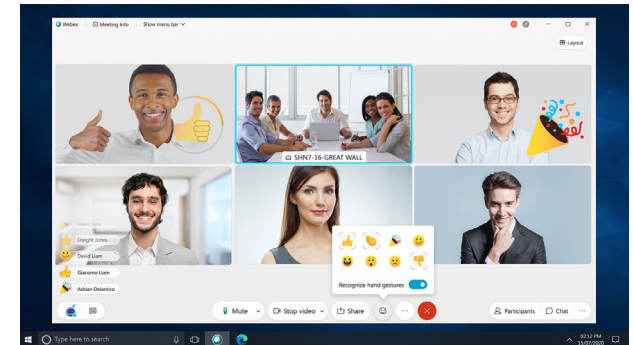 Webex
Meeting Info
Show menu bar
Layout
SHN7-16-GREAT WALL
Dwight Jones
David Liam
Giacomo Liam
Adrian Delamico
Recognize hand gestures
Mute
Stop video
Share
Participants
Chat
Type here to search
02:12 PM
15/07/2020